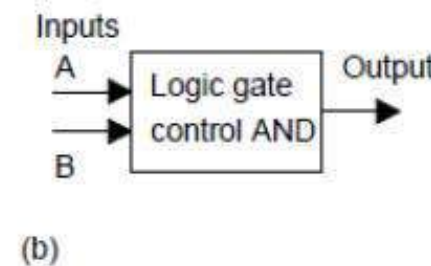 Inputs
A
Logic gate
Output
control AND
B
(b)